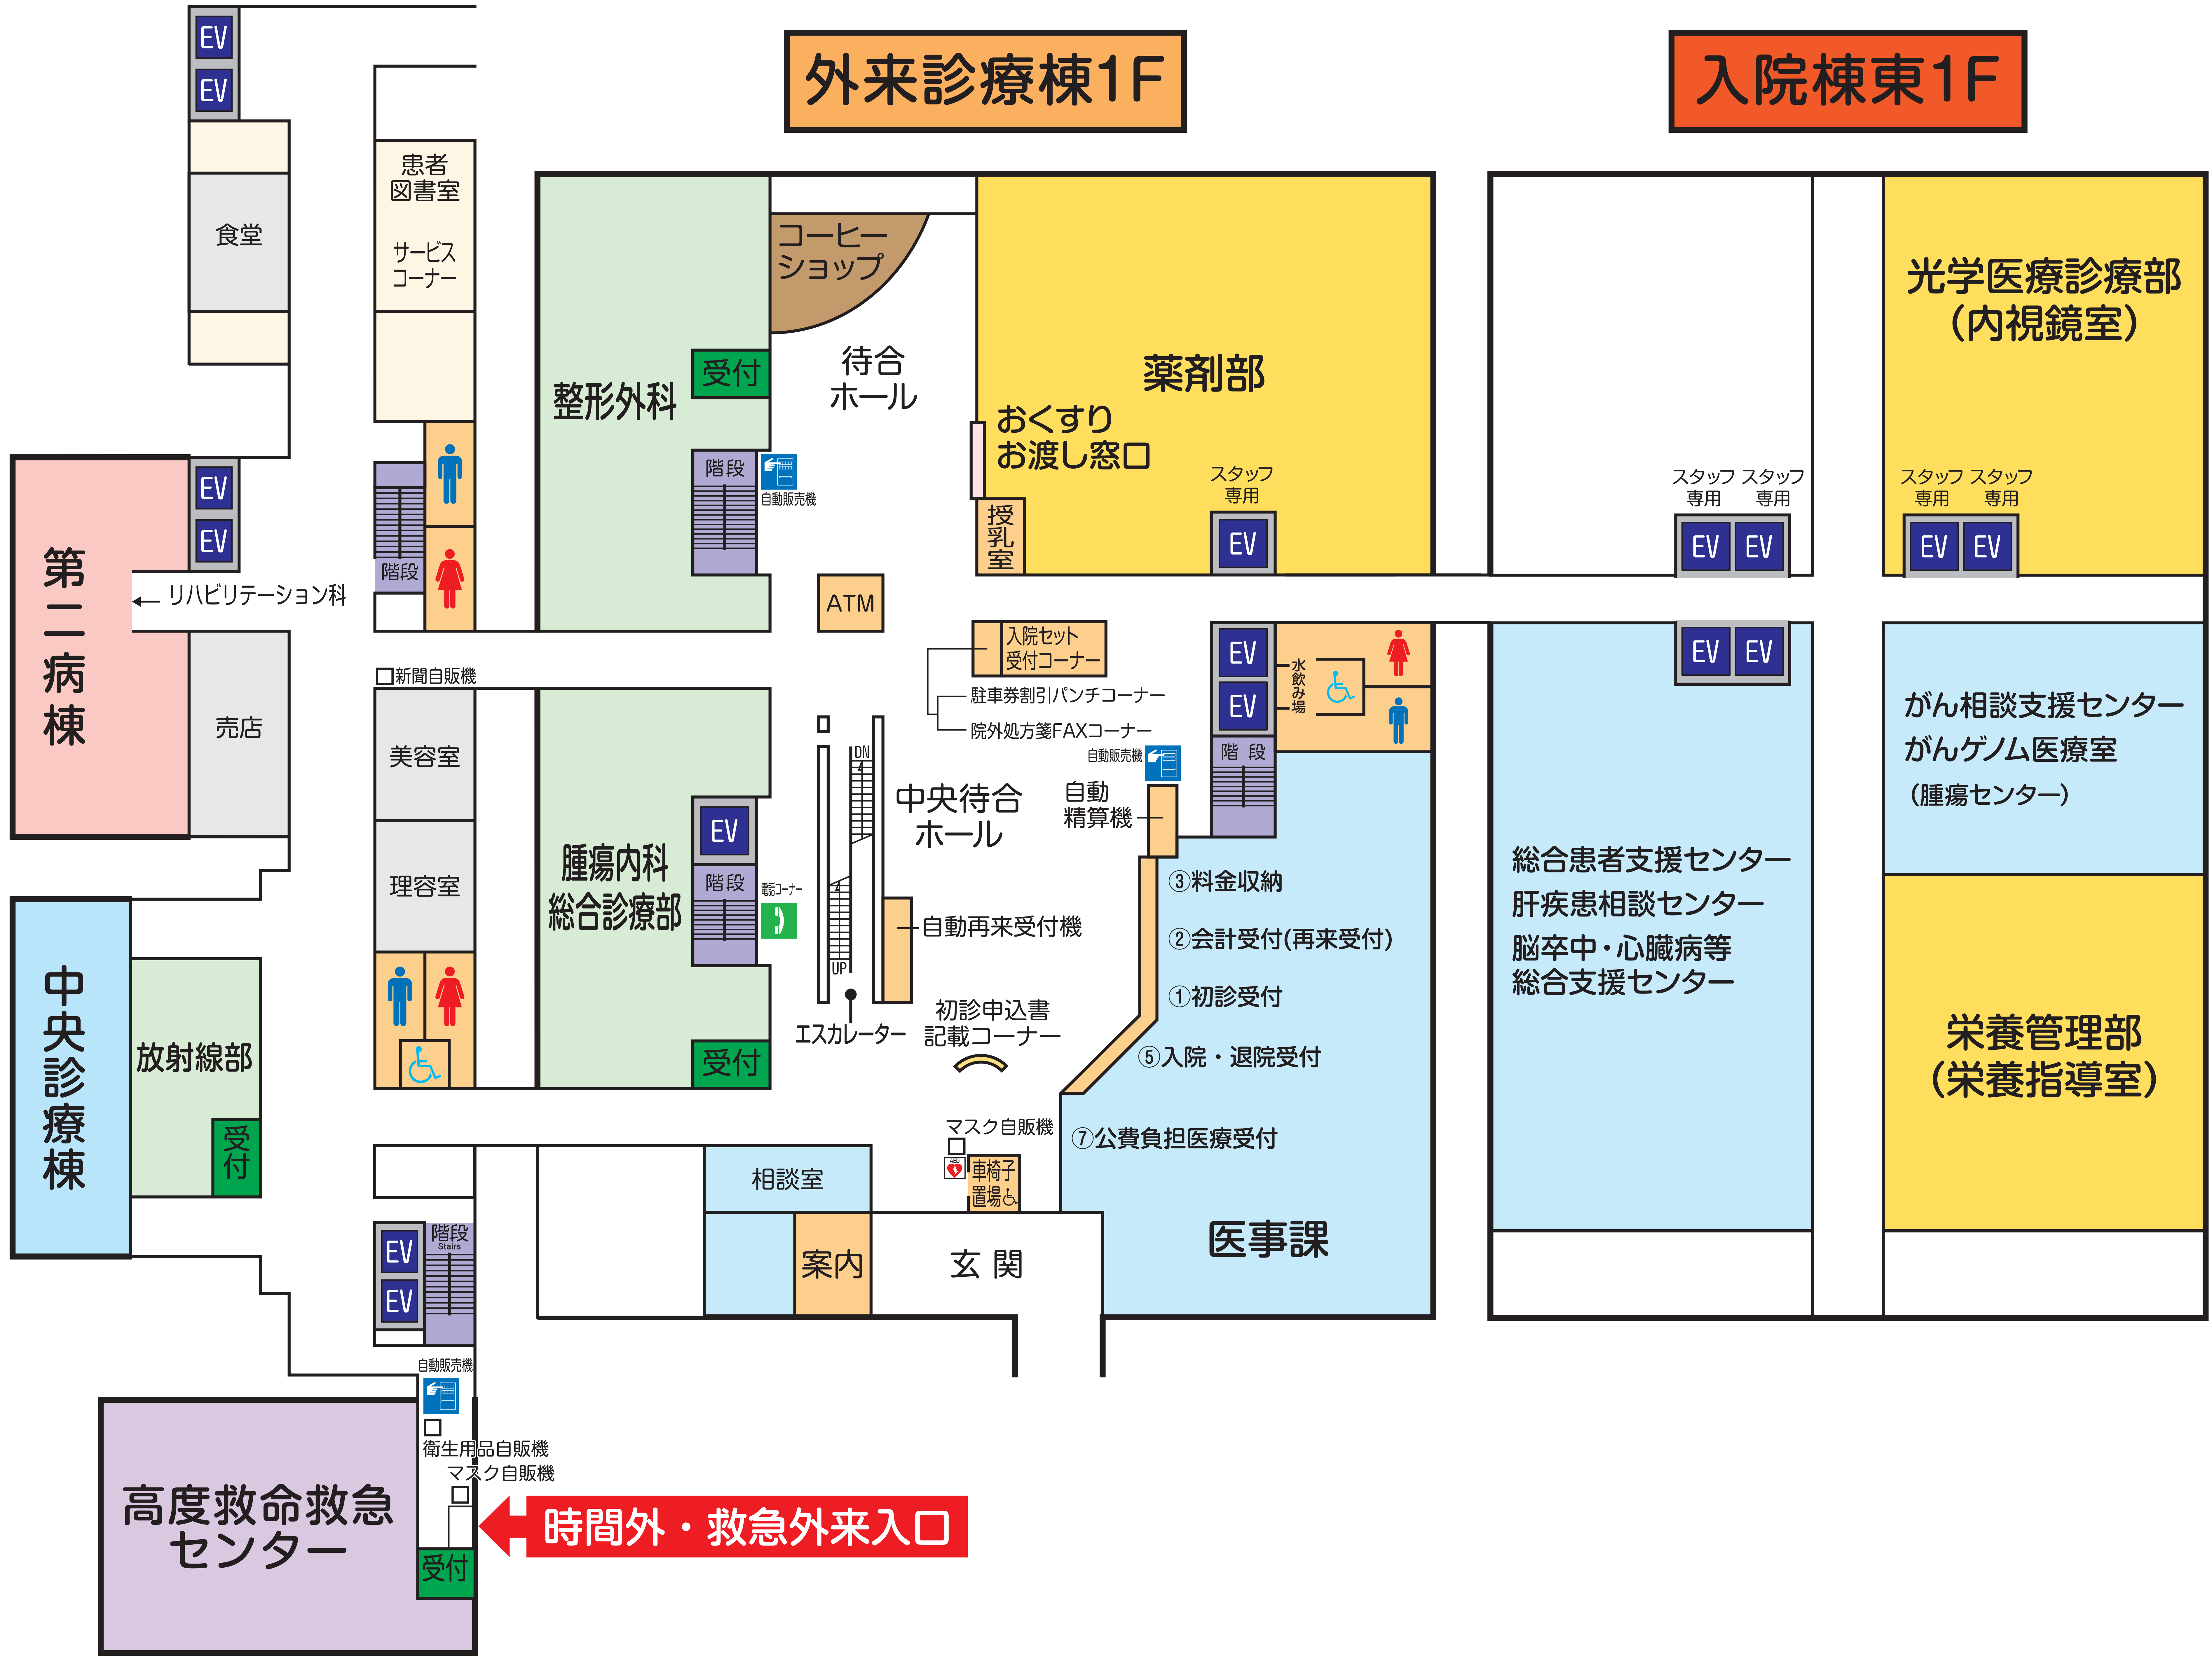 外来診療棟1F
入院棟東1F
EV
EV
食堂
患者
図書室
サービス
コーナー
コーヒー
ショップ
整形外科
受付
待合
ホール
薬剤部
おくすり
お渡し窓口
授乳室
スタッフ
専用
EV
スタッフ
専用
スタッフ
専用
EV
EV
光学医療診療部
(内視鏡室)
スタッフ
専用
スタッフ
専用
EV
EV
階段
自動販売機
第二病棟
EV
EV
リハビリテーション科
階段
ATM
入院セット
受付コーナー
駐車券割引パンチコーナー
院外処方箋FAXコーナー
EV
EV
水飲み場
階段
EV
EV
新聞自販機
売店
美容室
理容室
腫瘍内科
総合診療部
EV
階段
電話コーナー
受付
DN
UP
エスカレーター
中央待合
ホール
自動販売機
自動
精算機
自動再来受付機
初診申込書
記載コーナー
③料金収納
②会計受付(再来受付)
①初診受付
⑤入院・退院受付
⑦公費負担医療受付
医事課
総合患者支援センター
肝疾患相談センター
脳卒中・心臓病等
総合支援センター
がん相談支援センター
がんゲノム医療室
(腫瘍センター)
栄養管理部
(栄養指導室)
中央診療棟
放射線部
受付
マスク自販機
AED
車椅子
置場
相談室
案内
玄関
EV
EV
階段
Stairs
自動販売機
衛生用品自販機
マスク自販機
高度救命救急
センター
受付
時間外・救急外来入口